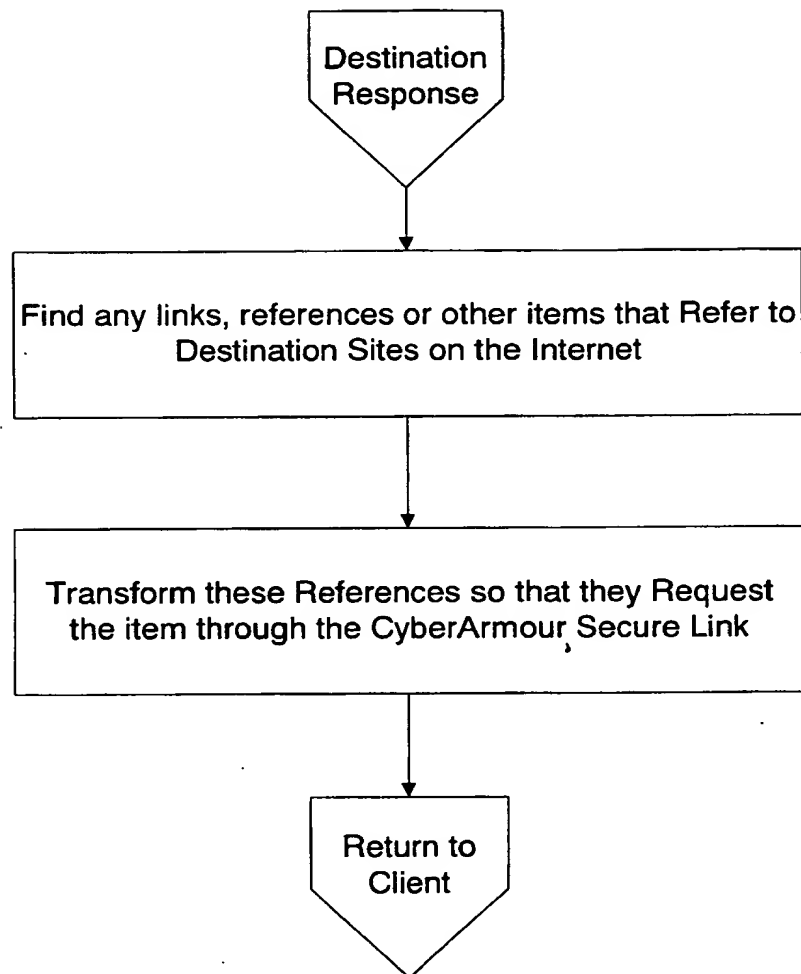 Destination
Response
Find any links, references or other items that Refer to
Destination Sites on the Internet
Transform these References so that they Request
the item through the CyberArmour Secure Link
Return to
Client